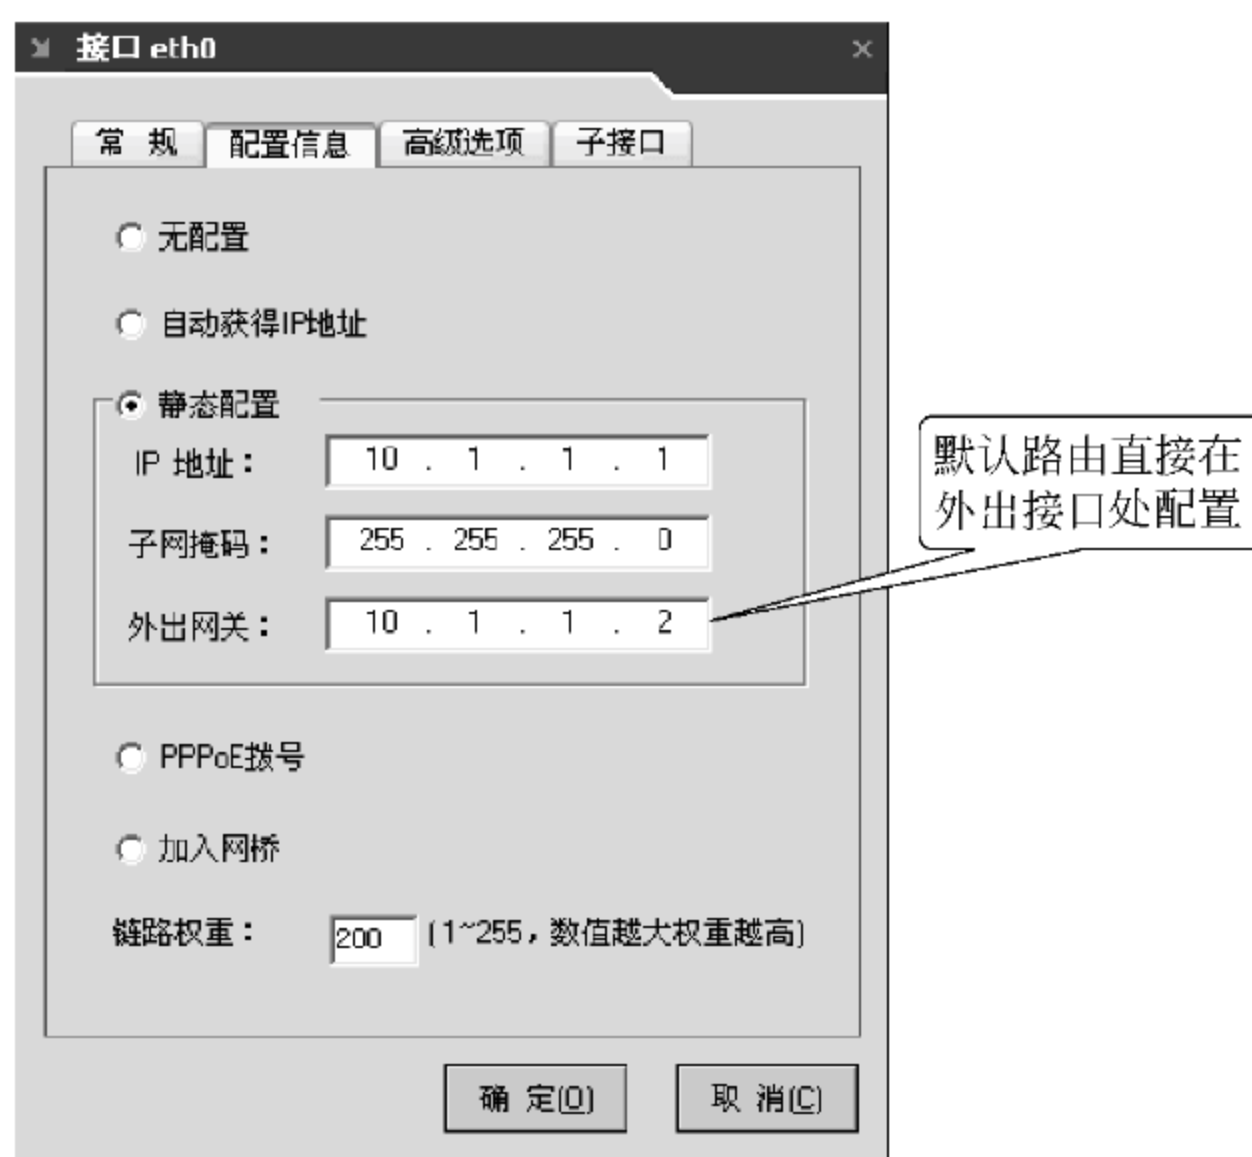 接口 eth0
常 规 配置信息 高级选项 子接口
无配置
自动获得IP地址
静态配置
IP 地址： 10 . 1 . 1 . 1
子网掩码： 255 . 255 . 255 . 0
外出网关： 10 . 1 . 1 . 2
默认路由直接在
外出接口处配置
PPPoE拨号
加入网桥
链路权重： 200 (1~255，数值越大权重越高)
确 定(O) 取 消(C)